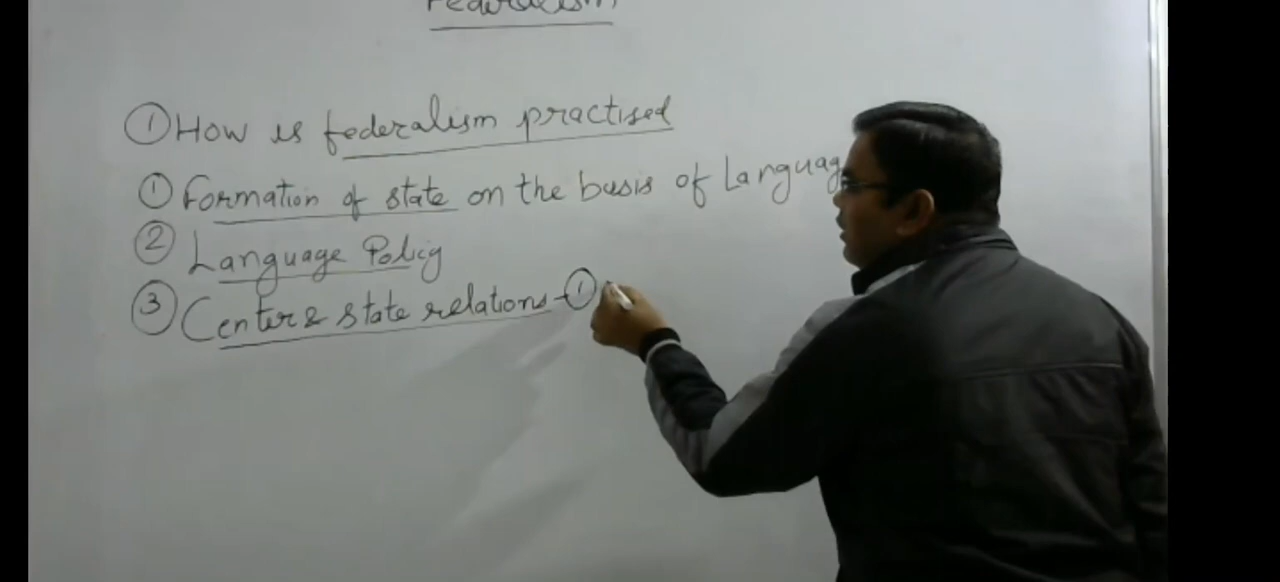 Federalism
① How is federalism practised
① Formation of state on the basis of Languag
② Language Policy
③ Center & state relations - ①